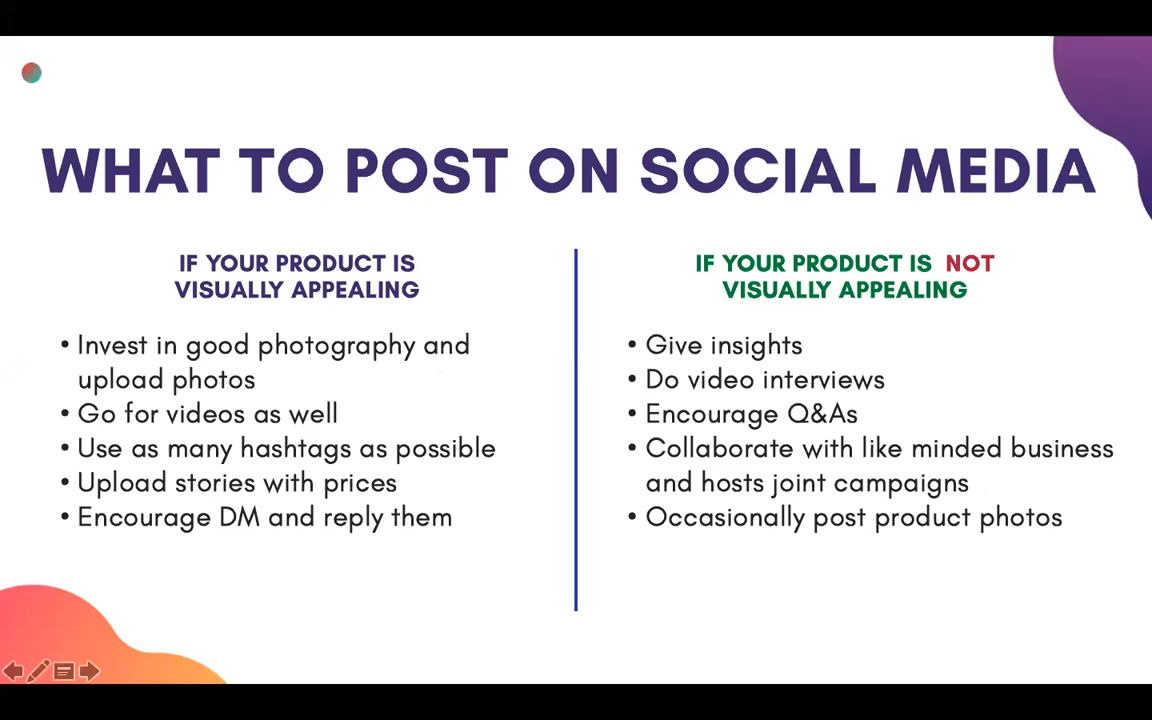 WHAT TO POST ON SOCIAL MEDIA
IF YOUR PRODUCT IS
VISUALLY APPEALING
• Invest in good photography and
upload photos
• Go for videos as well
• Use as many hashtags as possible
• Upload stories with prices
• Encourage DM and reply them
IF YOUR PRODUCT IS NOT
VISUALLY APPEALING
• Give insights
• Do video interviews
• Encourage Q&As
• Collaborate with like minded business
and hosts joint campaigns
• Occasionally post product photos